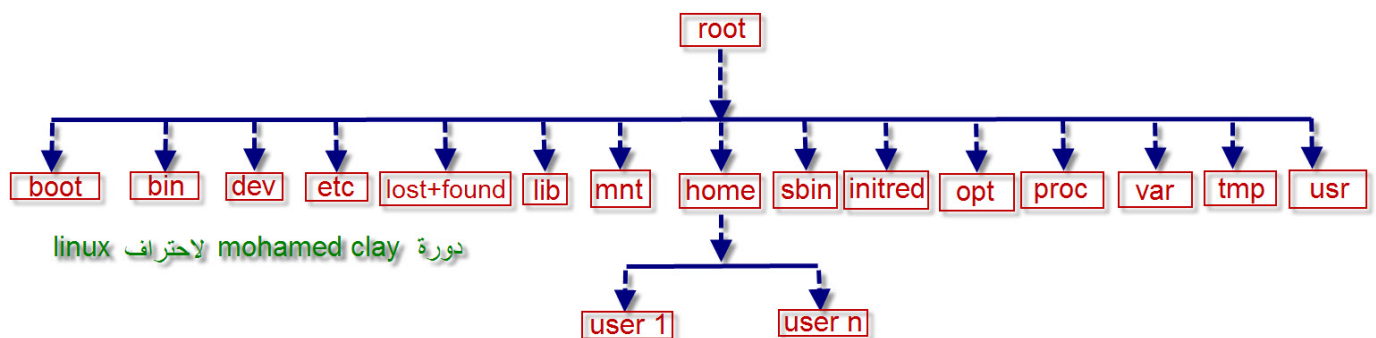 root
boot bin dev etc lost+found lib mnt home sbin initred opt proc var tmp usr
دورة mohamed clay لاحتراف linux
user 1 user n